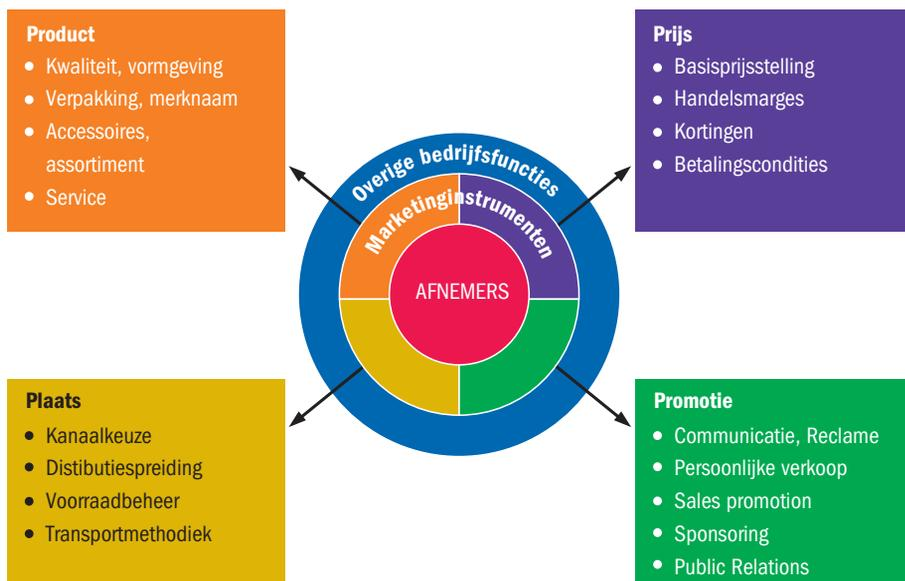 Product
• Kwaliteit, vormgeving
• Verpakking, merknaam
• Accessoires,
assortiment
• Service
Prijs
• Basisprijsstelling
• Handelsmarges
• Kortingen
• Betalingscondities
Overige bedrijfsfuncties
Marketinginstrumenten
AFNEMERS
Plaats
• Kanaalkeuze
• Distibutiespreiding
• Voorraadbeheer
• Transportmethodiek
Promotie
• Communicatie, Reclame
• Persoonlijke verkoop
• Sales promotion
• Sponsoring
• Public Relations